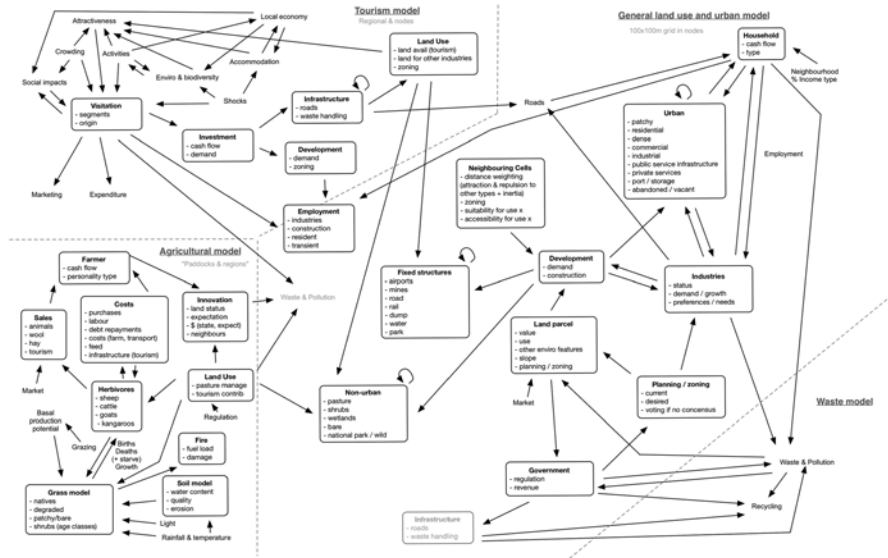 Tourism model
Regional & nodes
Attractiveness
Local economy
Crowding
Activities
Accommodation
Social impacts
Enviro & biodiversity
Shocks
Visitation
- segments
- origin
Marketing
Expenditure
Investment
- cash flow
- demand
Infrastructure
- roads
- waste handling
Development
- demand
- zoning
Employment
- industries
- construction
- resident
- transient
Land Use
- land avail (tourism)
- land for other industries
- zoning
General land use and urban model
100x100m grid in nodes
Household
- cash flow
- type
Neighbourhood
% Income type
Roads
Urban
- patchy
- residential
- dense
- commercial
- industrial
- public service infrastructure
- private services
- port / storage
- abandoned / vacant
Employment
Neighbouring Cells
- distance weighting
(attraction & repulsion to
other types + inertia)
- zoning
- suitability for use x
- accessibility for use x
Fixed structures
- airports
- mines
- road
- rail
- dump
- water
- park
Development
- demand
- construction
Industries
- status
- demand / growth
- preferences / needs
Land parcel
- value
- use
- other enviro features
- slope
- planning / zoning
Market
Planning / zoning
- current
- desired
- voting if no concensus
Non-urban
- pasture
- shrubs
- wetlands
- bare
- national park / wild
Government
- regulation
- revenue
Infrastructure
- roads
- waste handling
Waste model
Waste & Pollution
Recycling
Agricultural model
"Paddocks & regions"
Farmer
- cash flow
- personality type
Sales
- animals
- wool
- hay
- tourism
Costs
- purchases
- labour
- debt repayments
- costs (farm, transport)
- feed
- infrastructure (tourism)
Innovation
- land status
- expectation
- $ (state, expect)
- neighbours
Waste & Pollution
Market
Herbivores
- sheep
- cattle
- goats
- kangaroos
Land Use
- pasture manage
- tourism contrib
Regulation
Basal
production
potential
Grazing
Births
Deaths
(+ starve)
Growth
Fire
- fuel load
- damage
Grass model
- natives
- degraded
- patchy/bare
- shrubs (age classes)
Soil model
- water content
- quality
- erosion
Light
Rainfall & temperature